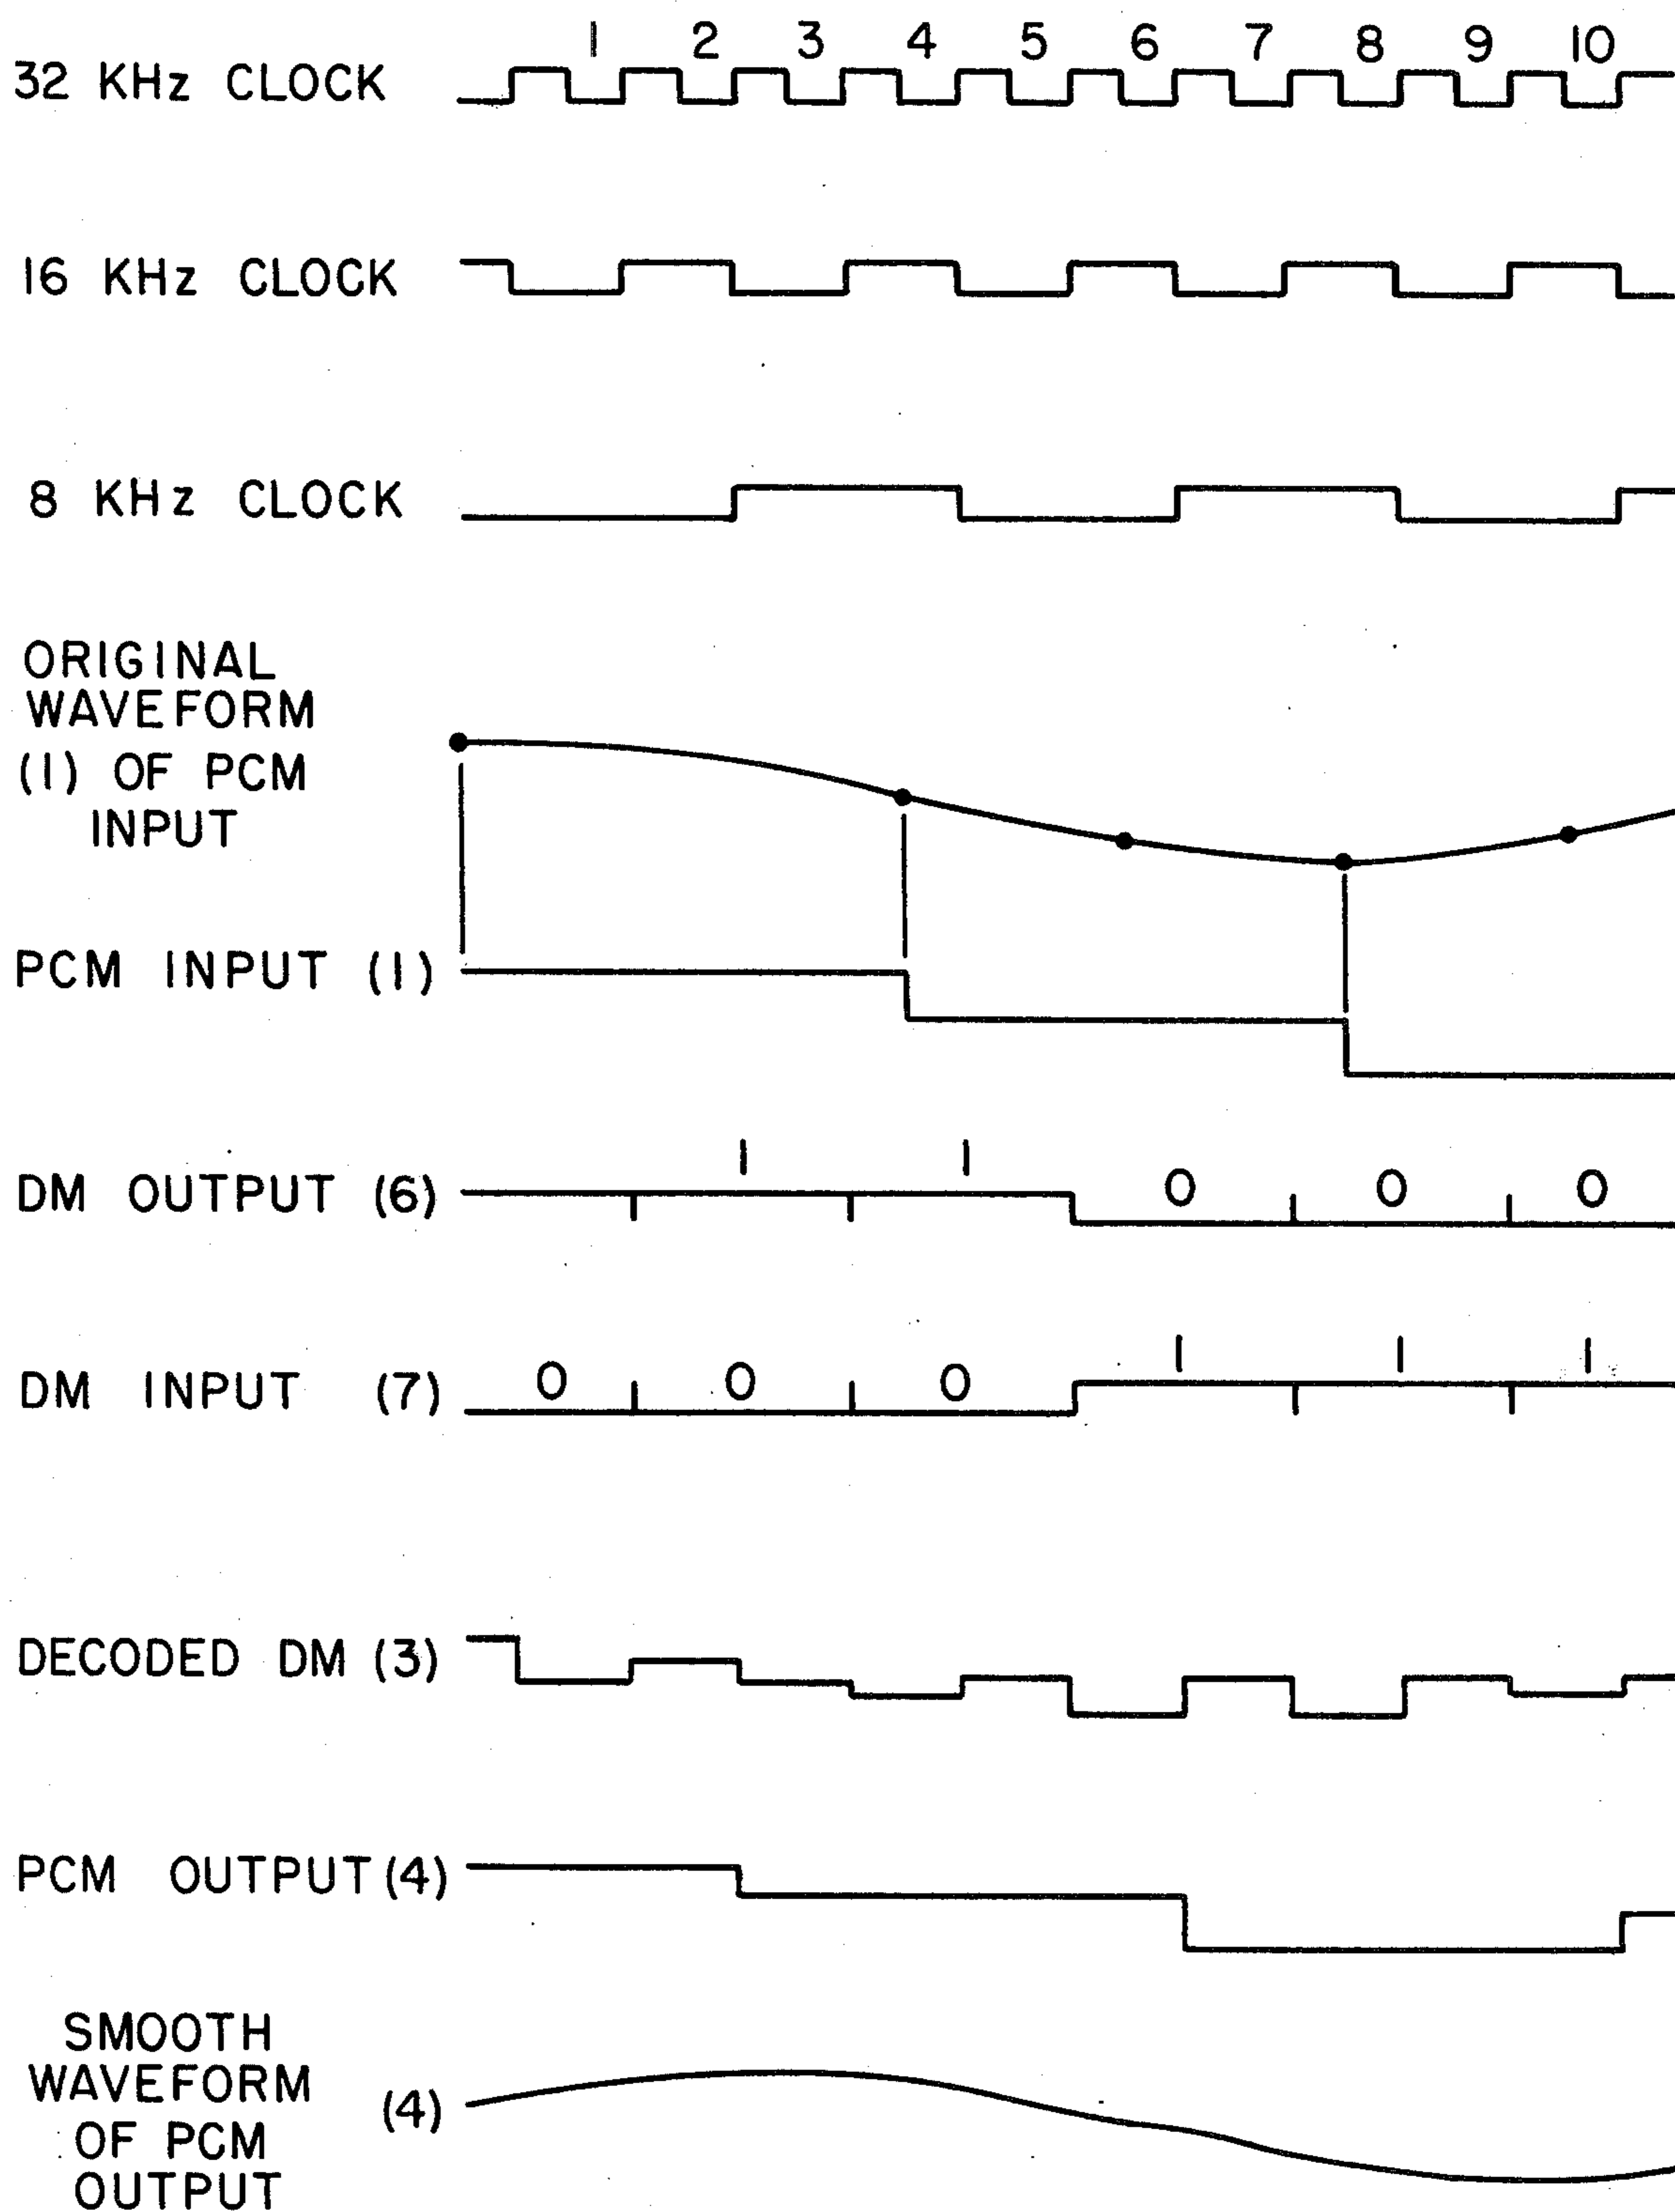 1 2 3 4 5 6 7 8 9 10
32 KHz CLOCK
16 KHz CLOCK
8 KHz CLOCK
ORIGINAL
WAVEFORM
(1) OF PCM
INPUT
PCM INPUT (1)
1 1 0 0 0
DM OUTPUT (6)
0 0 0 1 1 1
DM INPUT (7)
DECODED DM (3)
PCM OUTPUT (4)
SMOOTH
WAVEFORM
(4)
OF PCM
OUTPUT